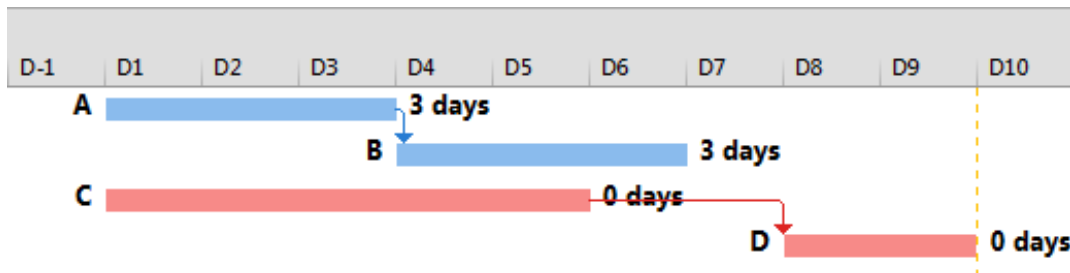 D-1 D1 D2 D3 D4 D5 D6 D7 D8 D9 D10
A 3 days
B 3 days
C 0 days
D 0 days